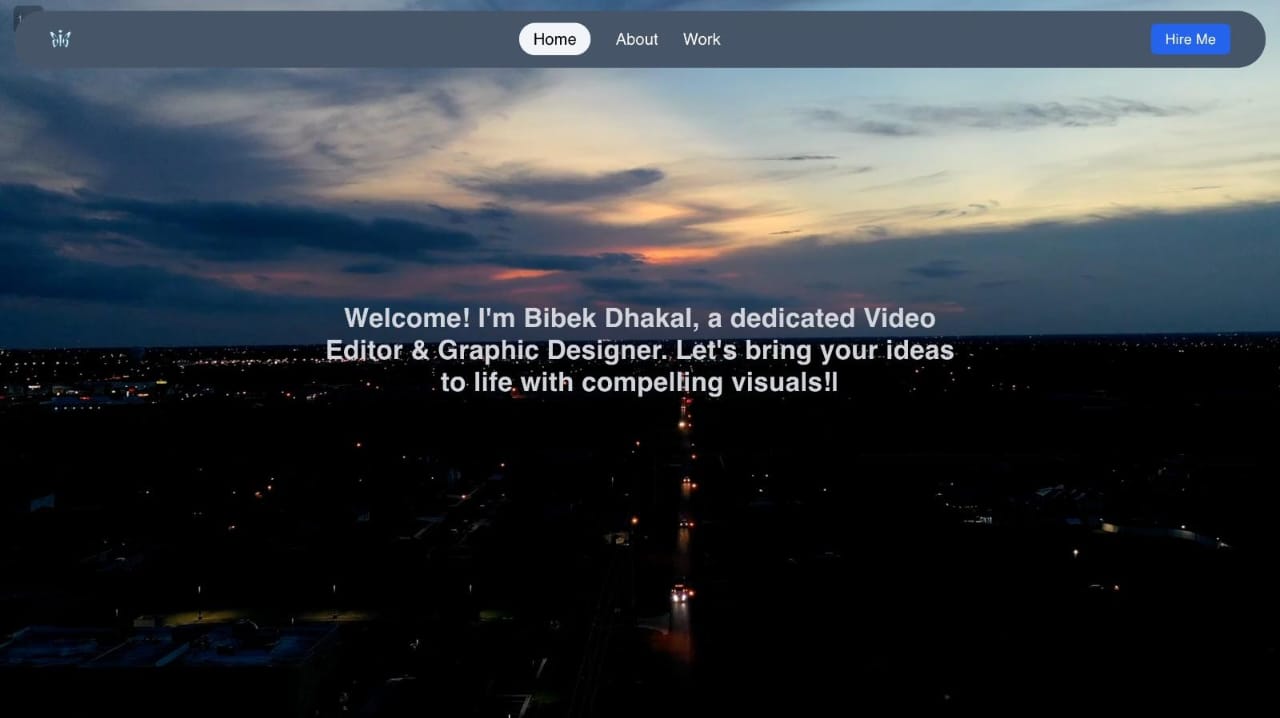 Home
About
Work
Hire Me
Welcome! I'm Bibek Dhakal, a dedicated Video
Editor & Graphic Designer. Let's bring your ideas
to life with compelling visuals!|